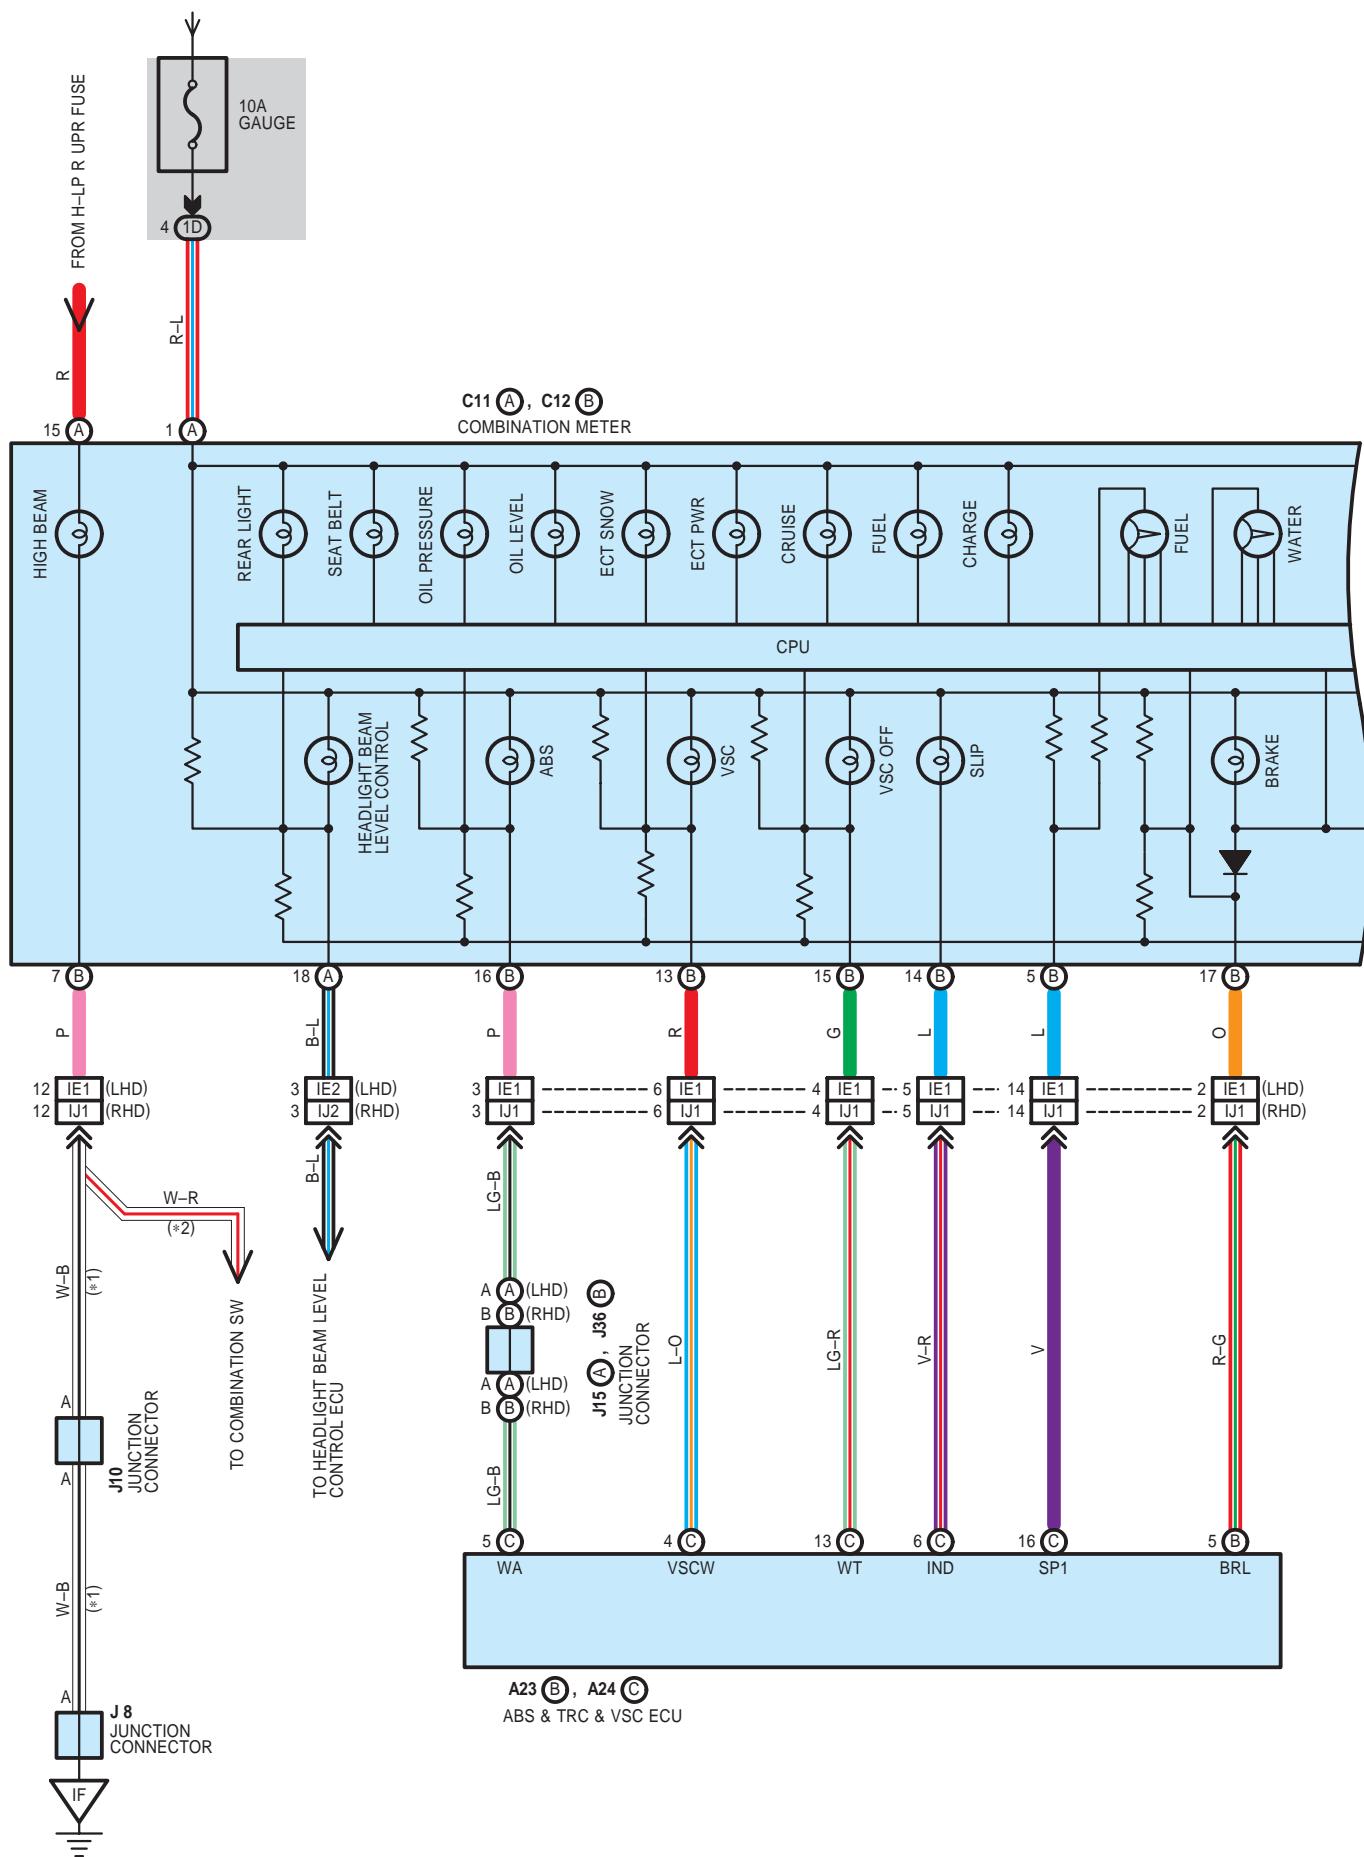 FROM H–LP R UPR FUSE
10A
GAUGE
4 1D
R
R–L
C11 A , C12 B
COMBINATION METER
15 A
1 A
HIGH BEAM
REAR LIGHT
SEAT BELT
OIL PRESSURE
OIL LEVEL
ECT SNOW
ECT PWR
CRUISE
FUEL
CHARGE
FUEL
WATER
CPU
HEADLIGHT BEAM
LEVEL CONTROL
ABS
VSC
VSC OFF
SLIP
BRAKE
7 B
18 A
16 B
13 B
15 B
14 B
5 B
17 B
P
B–L
P
R
G
L
L
O
12 IE1 (LHD)
12 IJ1 (RHD)
3 IE2 (LHD)
3 IJ2 (RHD)
3 IE1
3 IJ1
6 IE1
6 IJ1
4 IE1
4 IJ1
5 IE1
5 IJ1
14 IE1
14 IJ1
2 IE1 (LHD)
2 IJ1 (RHD)
B–L
LG–B
W–R
(*2)
W–B
(*1)
TO COMBINATION SW
TO HEADLIGHT BEAM LEVEL
CONTROL ECU
A A (LHD)
B B (RHD)
A A (LHD)
B B (RHD)
J15 A , J36 B
JUNCTION
CONNECTOR
L–O
LG–R
V–R
V
R–G
A
A
J10
JUNCTION
CONNECTOR
LG–B
W–B
(*1)
5 C
4 C
13 C
6 C
16 C
5 B
WA
VSCW
WT
IND
SP1
BRL
A23 B , A24 C
ABS & TRC & VSC ECU
A
J 8
JUNCTION
CONNECTOR
IF